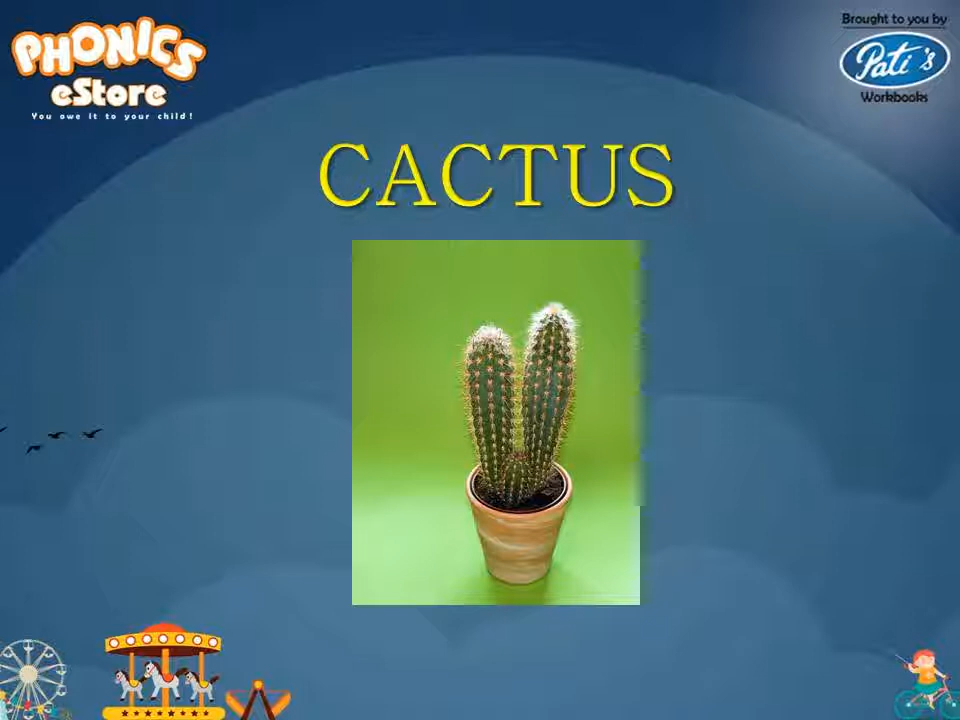 PHONICS
eStore
You owe it to your child!
Brought to you by
Pati's
Workbooks
CACTUS